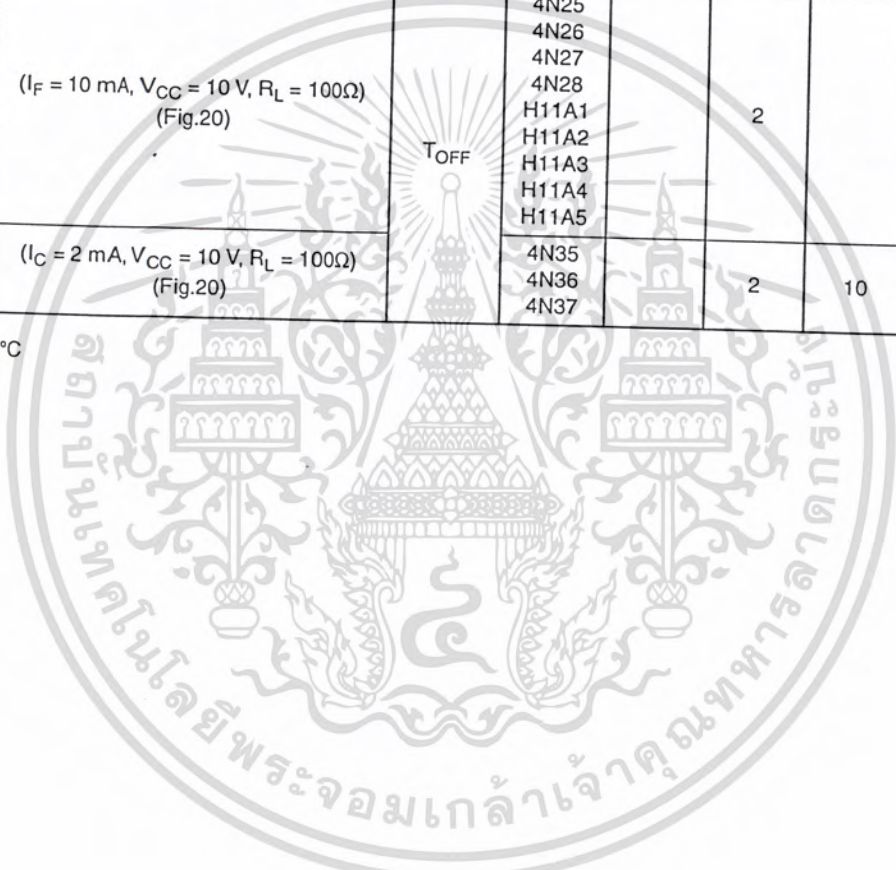 4N25
4N26
4N27
4N28
H11A1
H11A2
H11A3
H11A4
H11A5
(I_F = 10 mA, V_CC = 10 V, R_L = 100Ω)
(Fig.20)
T_OFF
2
(I_C = 2 mA, V_CC = 10 V, R_L = 100Ω)
(Fig.20)
4N35
4N36
4N37
2
10
°C
สถาบันเทคโนโลยีพระจอมเกล้าเจ้าคุณทหารลาดกระบัง